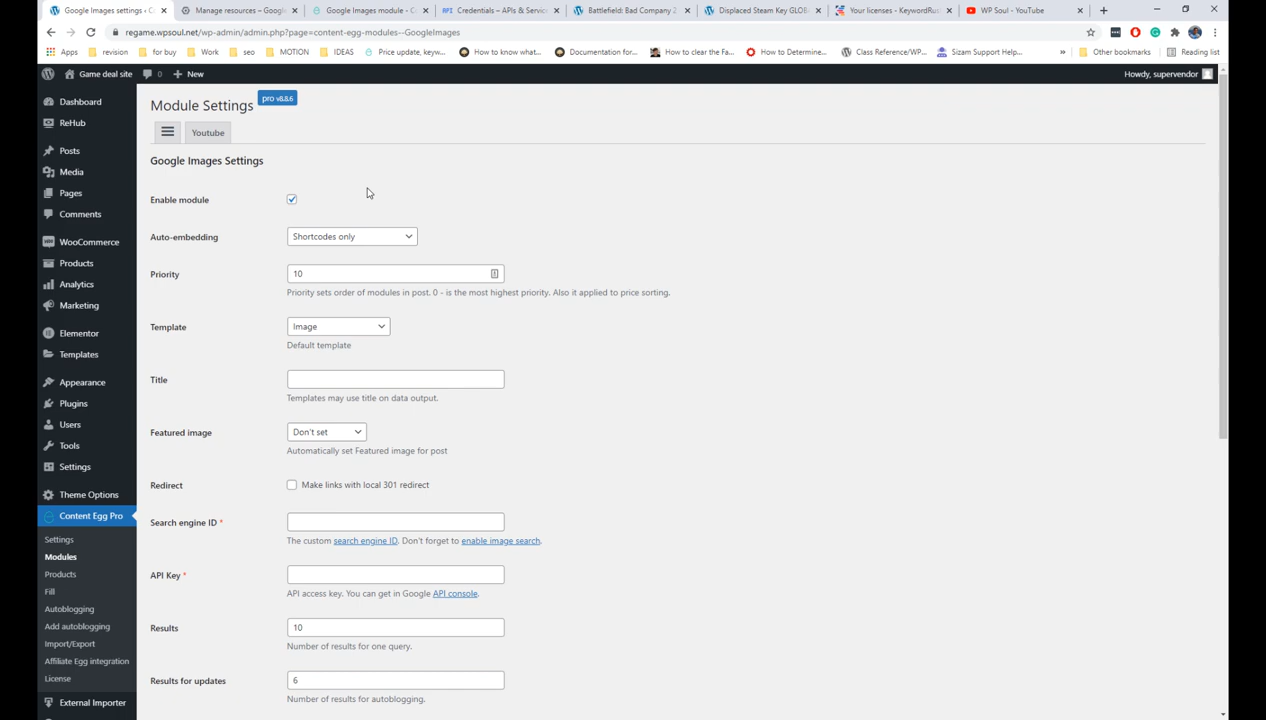 Google Images settings ‹ C
Manage resources – Google
Google Images module – C
API Credentials – APIs & Servic
Battlefield: Bad Company 2
Displaced Steam Key GLOB
Your licenses - KeywordRus
WP Soul - YouTube
regame.wpsoul.net/wp-admin/admin.php?page=content-egg-modules--GoogleImages
Apps
revision
for buy
Work
seo
MOTION
IDEAS
Price update, keyw...
How to know what...
Documentation for...
How to clear the Fa...
How to Determine...
Class Reference/WP...
Sizam Support Help...
»
Other bookmarks
Reading list
Game deal site
0
New
Howdy, supervendor
Dashboard
ReHub
Posts
Media
Pages
Comments
WooCommerce
Products
Analytics
Marketing
Elementor
Templates
Appearance
Plugins
Users
Tools
Settings
Theme Options
Content Egg Pro
Settings
Modules
Products
Fill
Autoblogging
Add autoblogging
Import/Export
Affiliate Egg integration
License
External Importer
Module Settings
pro v8.8.6
Youtube
Google Images Settings
Enable module
Auto-embedding
Shortcodes only
Priority
10
Priority sets order of modules in post. 0 - is the most highest priority. Also it applied to price sorting.
Template
Image
Default template
Title
Templates may use title on data output.
Featured image
Don't set
Automatically set Featured image for post
Redirect
Make links with local 301 redirect
Search engine ID *
The custom search engine ID. Don't forget to enable image search.
API Key *
API access key. You can get in Google API console.
Results
10
Number of results for one query.
Results for updates
6
Number of results for autoblogging.